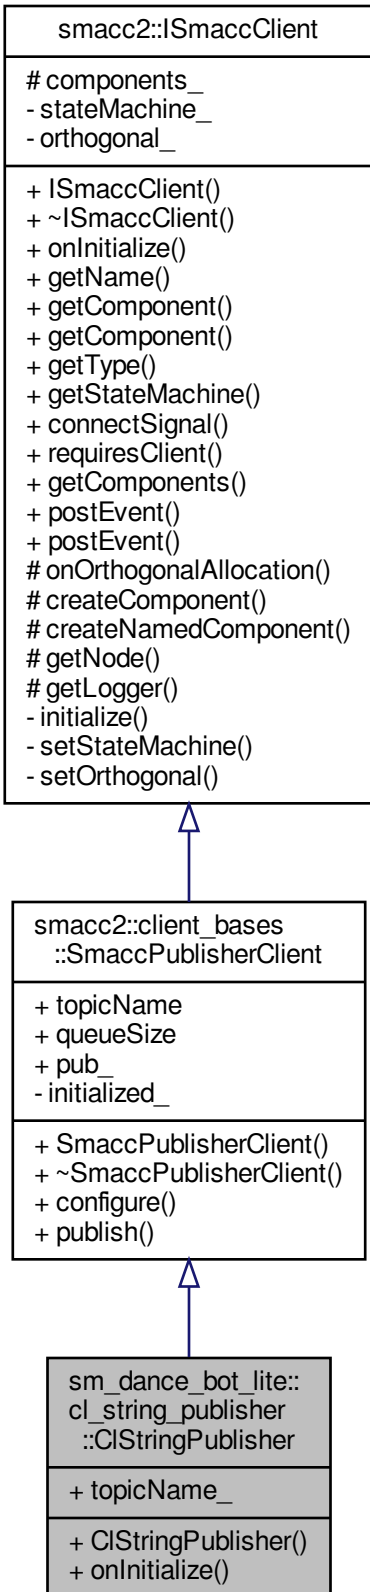 smacc2::ISmaccClient
# components_
- stateMachine_
- orthogonal_
+ ISmaccClient()
+ ~ISmaccClient()
+ onInitialize()
+ getName()
+ getComponent()
+ getComponent()
+ getType()
+ getStateMachine()
+ connectSignal()
+ requiresClient()
+ getComponents()
+ postEvent()
+ postEvent()
# onOrthogonalAllocation()
# createComponent()
# createNamedComponent()
# getNode()
# getLogger()
- initialize()
- setStateMachine()
- setOrthogonal()
smacc2::client_bases
::SmaccPublisherClient
+ topicName
+ queueSize
+ pub_
- initialized_
+ SmaccPublisherClient()
+ ~SmaccPublisherClient()
+ configure()
+ publish()
sm_dance_bot_lite::
cl_string_publisher
::ClStringPublisher
+ topicName_
+ ClStringPublisher()
+ onInitialize()